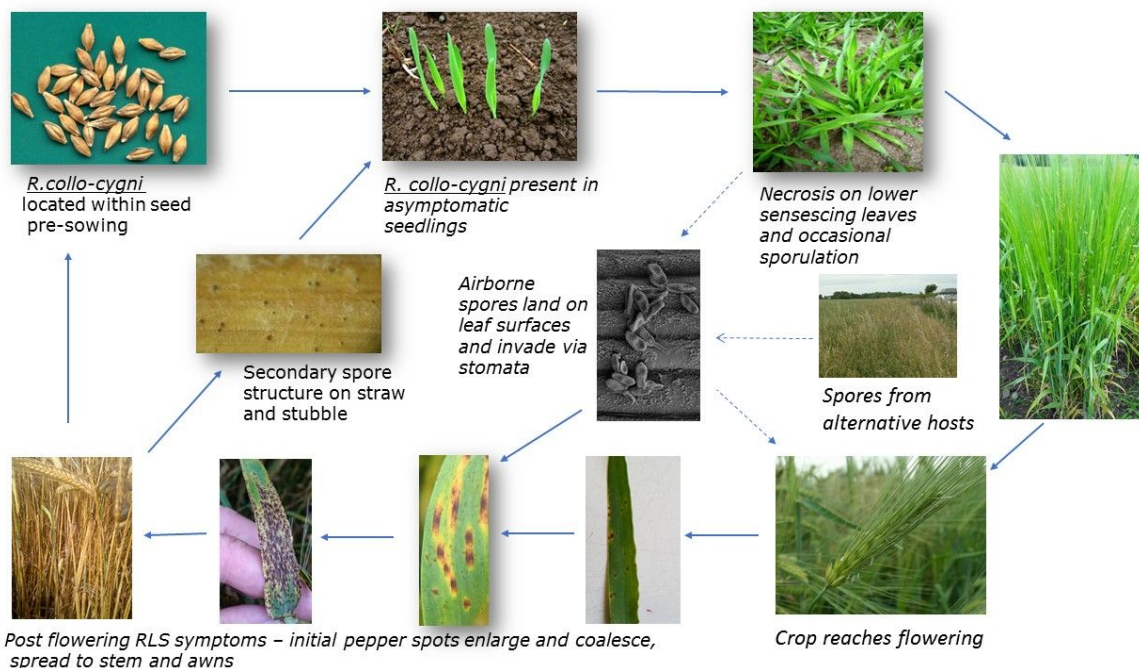 R.collo-cygni
located within seed
pre-sowing
R. collo-cygni present in
asymptomatic
seedlings
Necrosis on lower
sensescing leaves
and occasional
sporulation
Airborne
spores land on
leaf surfaces
and invade via
stomata
Secondary spore
structure on straw
and stubble
Spores from
alternative hosts
Post flowering RLS symptoms – initial pepper spots enlarge and coalesce,
spread to stem and awns
Crop reaches flowering